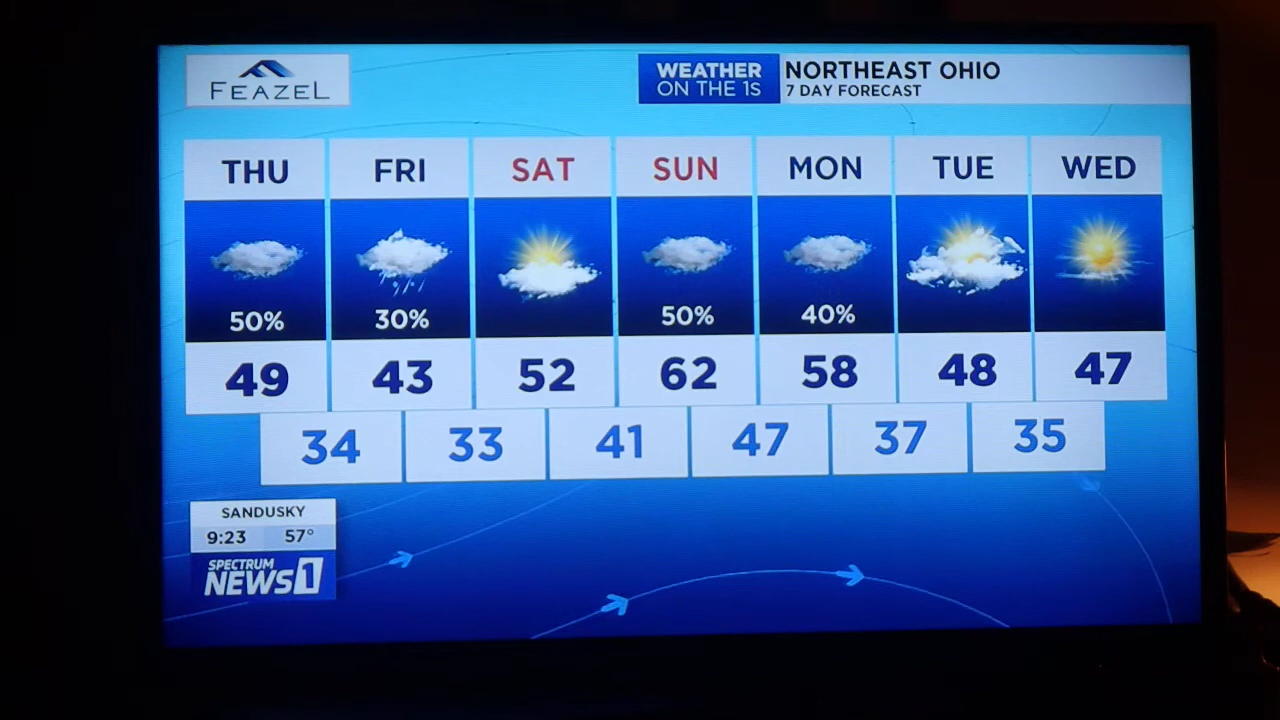 FEAZEL
WEATHER
ON THE 1S
NORTHEAST OHIO
7 DAY FORECAST
THU FRI SAT SUN MON TUE WED
50% 30% 50% 40%
49 43 52 62 58 48 47
34 33 41 47 37 35
SANDUSKY
9:23 57°
SPECTRUM
NEWS 1